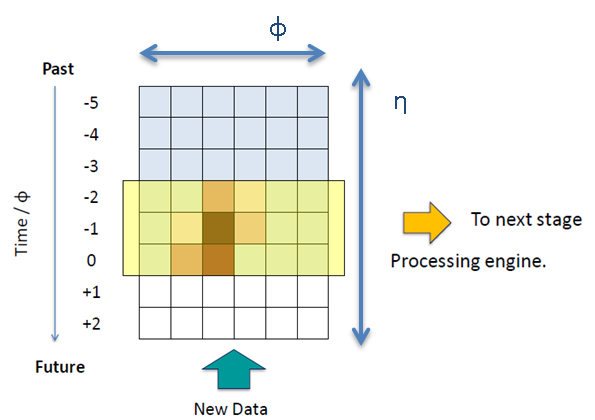 ϕ
Past
η
-5
-4
-3
-2
-1
0
+1
+2
Time / ϕ
To next stage
Processing engine.
Future
New Data